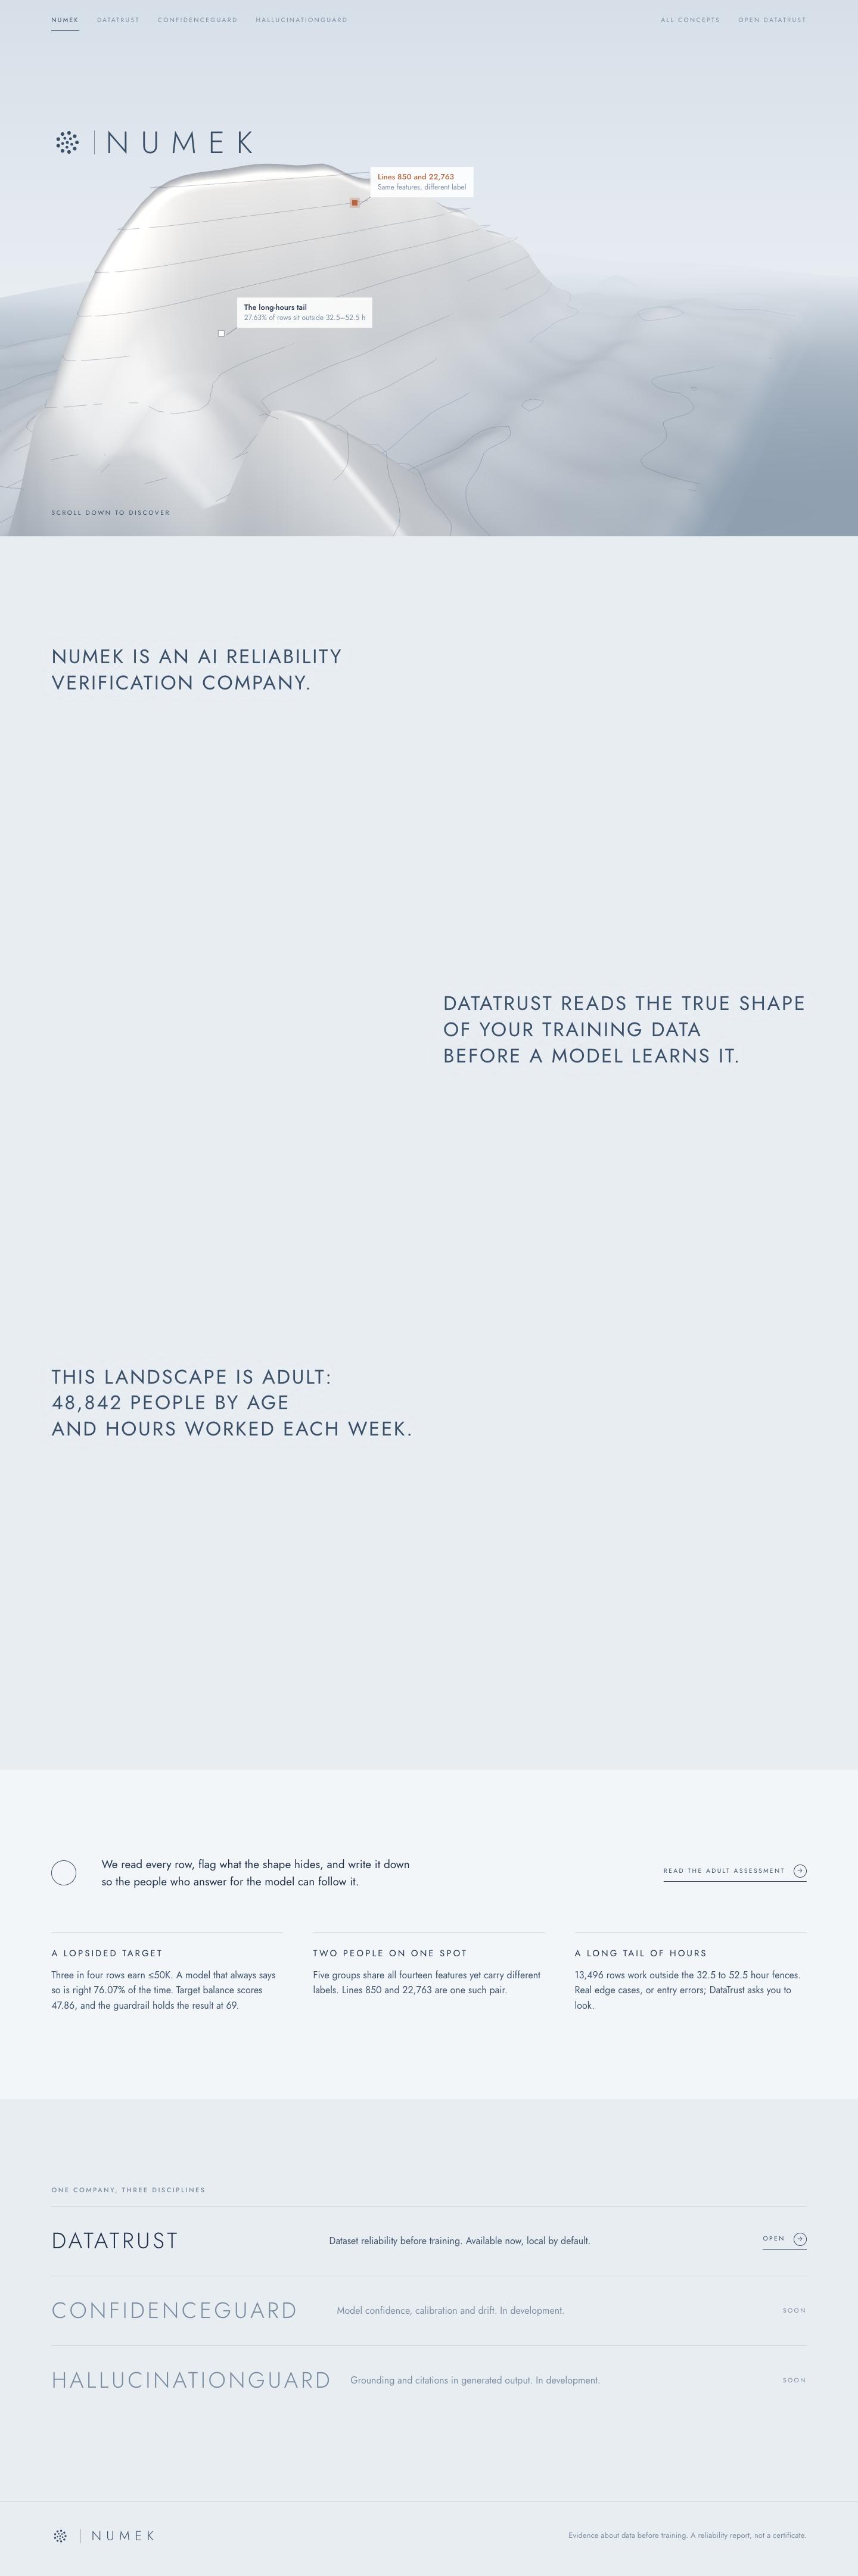 NUMEK DATATRUST CONFIDENCEGUARD HALLUCINATIONGUARD ALL CONCEPTS OPEN DATATRUST
NUMEK
Lines 850 and 22,763
Same features, different label
The long-hours tail
27.63% of rows sit outside 32.5–52.5 h
SCROLL DOWN TO DISCOVER
NUMEK IS AN AI RELIABILITY
VERIFICATION COMPANY.
DATATRUST READS THE TRUE SHAPE
OF YOUR TRAINING DATA
BEFORE A MODEL LEARNS IT.
THIS LANDSCAPE IS ADULT:
48,842 PEOPLE BY AGE
AND HOURS WORKED EACH WEEK.
We read every row, flag what the shape hides, and write it down
so the people who answer for the model can follow it.
READ THE ADULT ASSESSMENT
A LOPSIDED TARGET
Three in four rows earn ≤50K. A model that always says
so is right 76.07% of the time. Target balance scores
47.86, and the guardrail holds the result at 69.
TWO PEOPLE ON ONE SPOT
Five groups share all fourteen features yet carry different
labels. Lines 850 and 22,763 are one such pair.
A LONG TAIL OF HOURS
13,496 rows work outside the 32.5 to 52.5 hour fences.
Real edge cases, or entry errors; DataTrust asks you to
look.
ONE COMPANY, THREE DISCIPLINES
DATATRUST
Dataset reliability before training. Available now, local by default.
OPEN
CONFIDENCEGUARD
Model confidence, calibration and drift. In development.
SOON
HALLUCINATIONGUARD
Grounding and citations in generated output. In development.
SOON
NUMEK
Evidence about data before training. A reliability report, not a certificate.